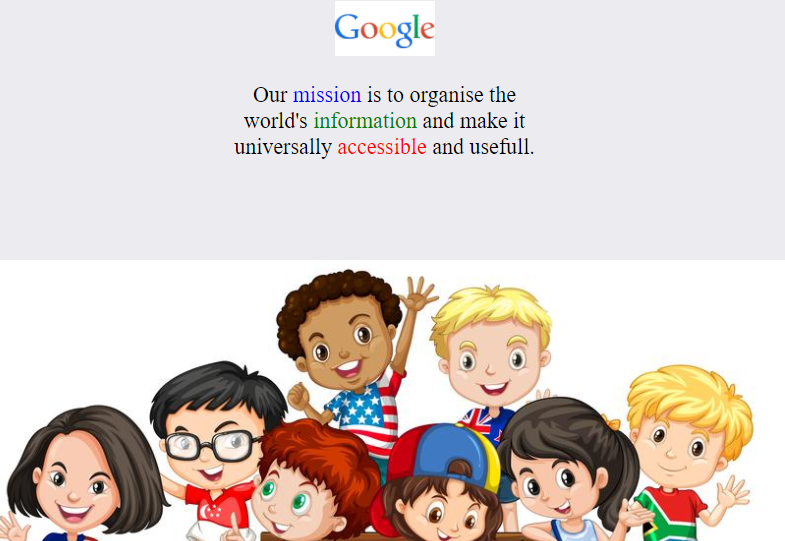 Google
Our mission is to organise the
world's information and make it
universally accessible and usefull.